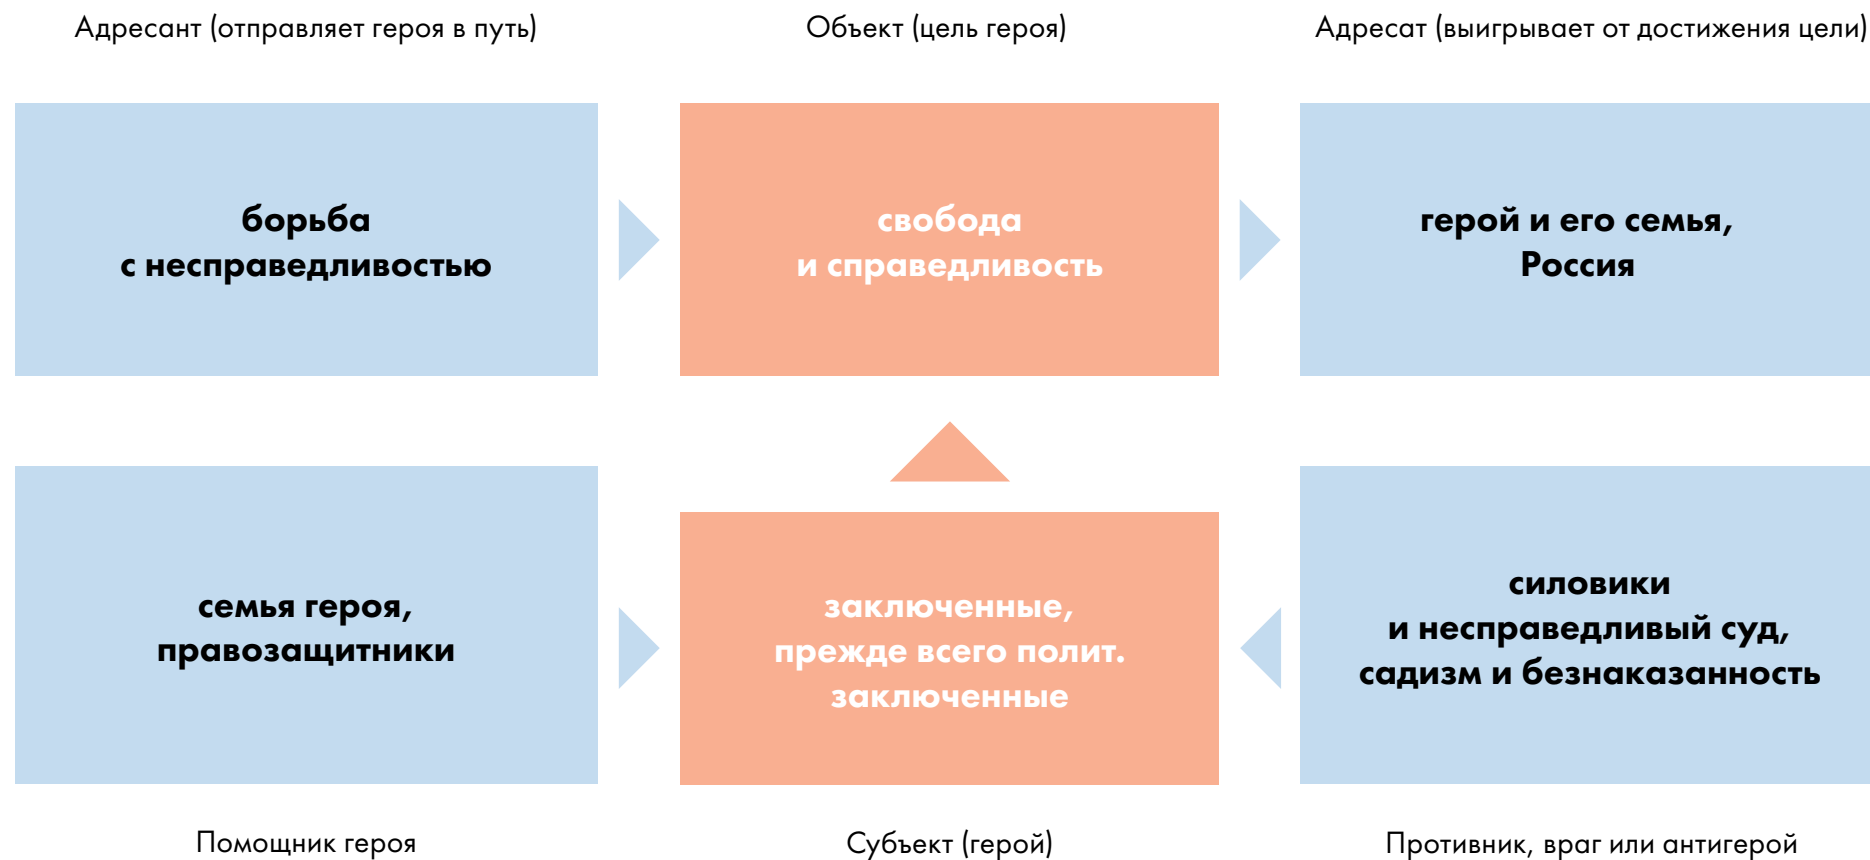 Адресант (отправляет героя в путь)
Объект (цель героя)
Адресат (выигрывает от достижения цели)
борьба
с несправедливостью
свобода
и справедливость
герой и его семья,
Россия
семья героя,
правозащитники
заключенные,
прежде всего полит.
заключенные
силовики
и несправедливый суд,
садизм и безнаказанность
Помощник героя
Субъект (герой)
Противник, враг или антигерой